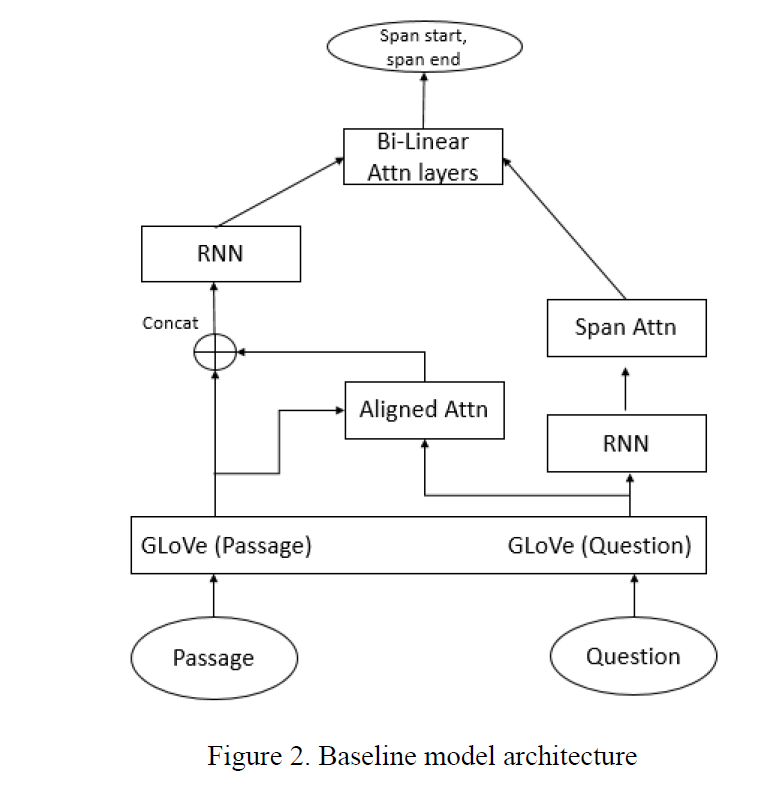 Span start,
span end
Bi-Linear
Attn layers
RNN
Concat
Span Attn
Aligned Attn
RNN
GLoVe (Passage)
GLoVe (Question)
Passage
Question
Figure 2. Baseline model architecture